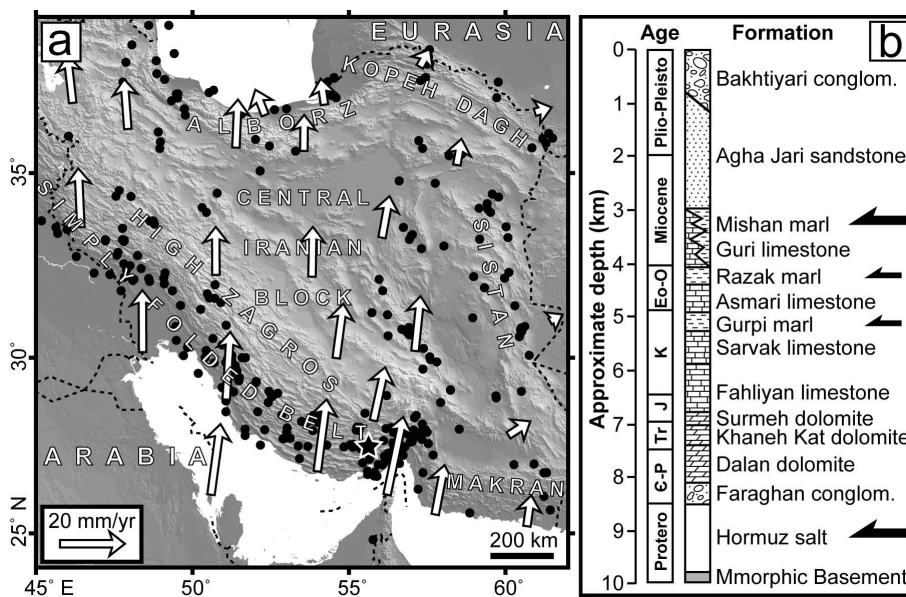 a
EURASIA
KOPEH DAGH
ALBORZ
CENTRAL
IRANIAN
BLOCK
SISTAN
HIGH ZAGROS
SIMPLY FOLDED BELT
ARABIA
MAKRAN
20 mm/yr
200 km
35°
30°
25° N
45° E
50°
55°
60°
b
Age
Formation
Approximate depth (km)
0
1
2
3
4
5
6
7
8
9
10
Plio-Pleisto
Miocene
Eo-O
K
J
Tr
Є.-P
Protero
Bakhtiyari conglom.
Agha Jari sandstone
Mishan marl
Guri limestone
Razak marl
Asmari limestone
Gurpi marl
Sarvak limestone
Fahliyan limestone
Surmeh dolomite
Khaneh Kat dolomite
Dalan dolomite
Faraghan conglom.
Hormuz salt
Mmorphic Basement